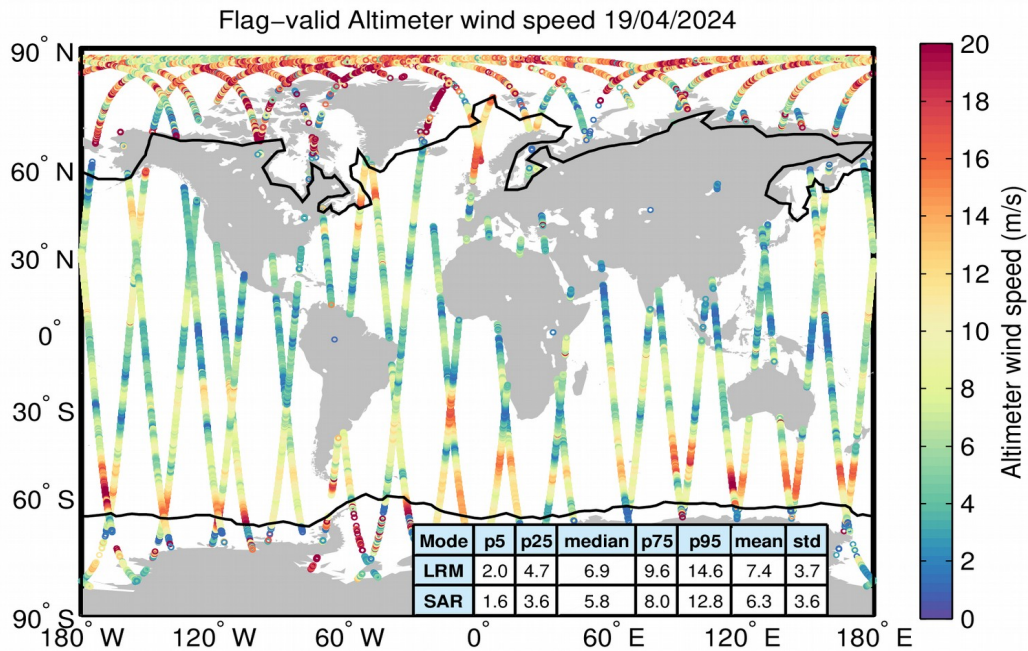 Flag−valid Altimeter wind speed 19/04/2024
90° N
60° N
30° N
0°
30° S
60° S
90° S
180° W
120° W
60° W
0°
60° E
120° E
180° E
Mode p5 p25 median p75 p95 mean std
LRM 2.0 4.7 6.9 9.6 14.6 7.4 3.7
SAR 1.6 3.6 5.8 8.0 12.8 6.3 3.6
20
18
16
14
12
10
8
6
4
2
0
Altimeter wind speed (m/s)